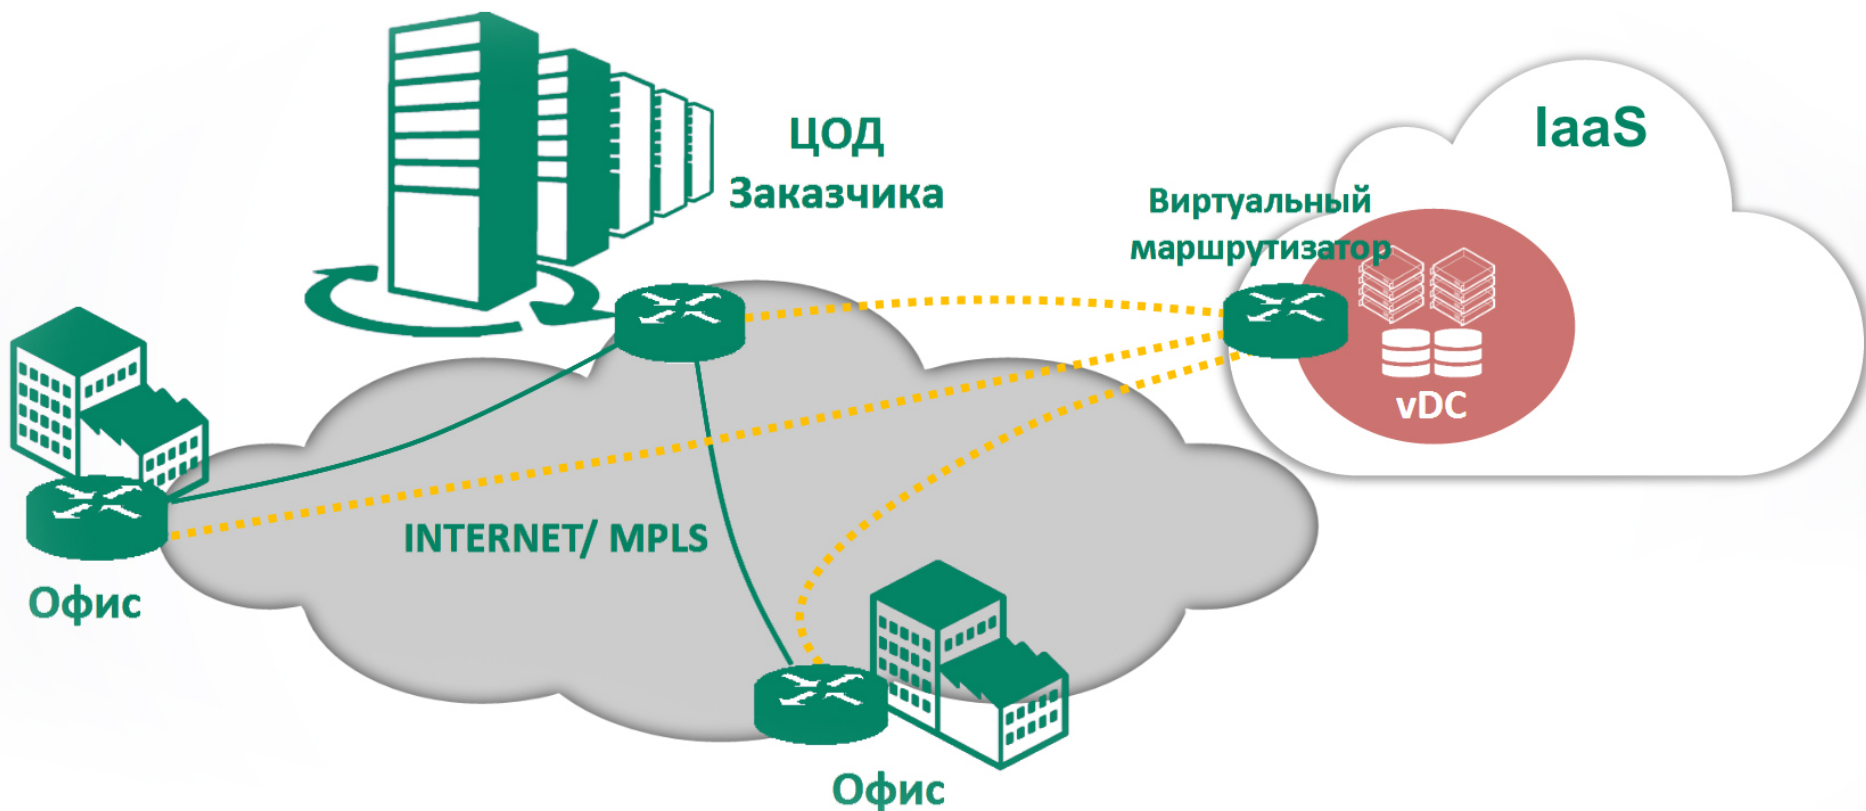 ЦОД
Заказчика
IaaS
Виртуальный
маршрутизатор
vDC
INTERNET/ MPLS
Офис
Офис